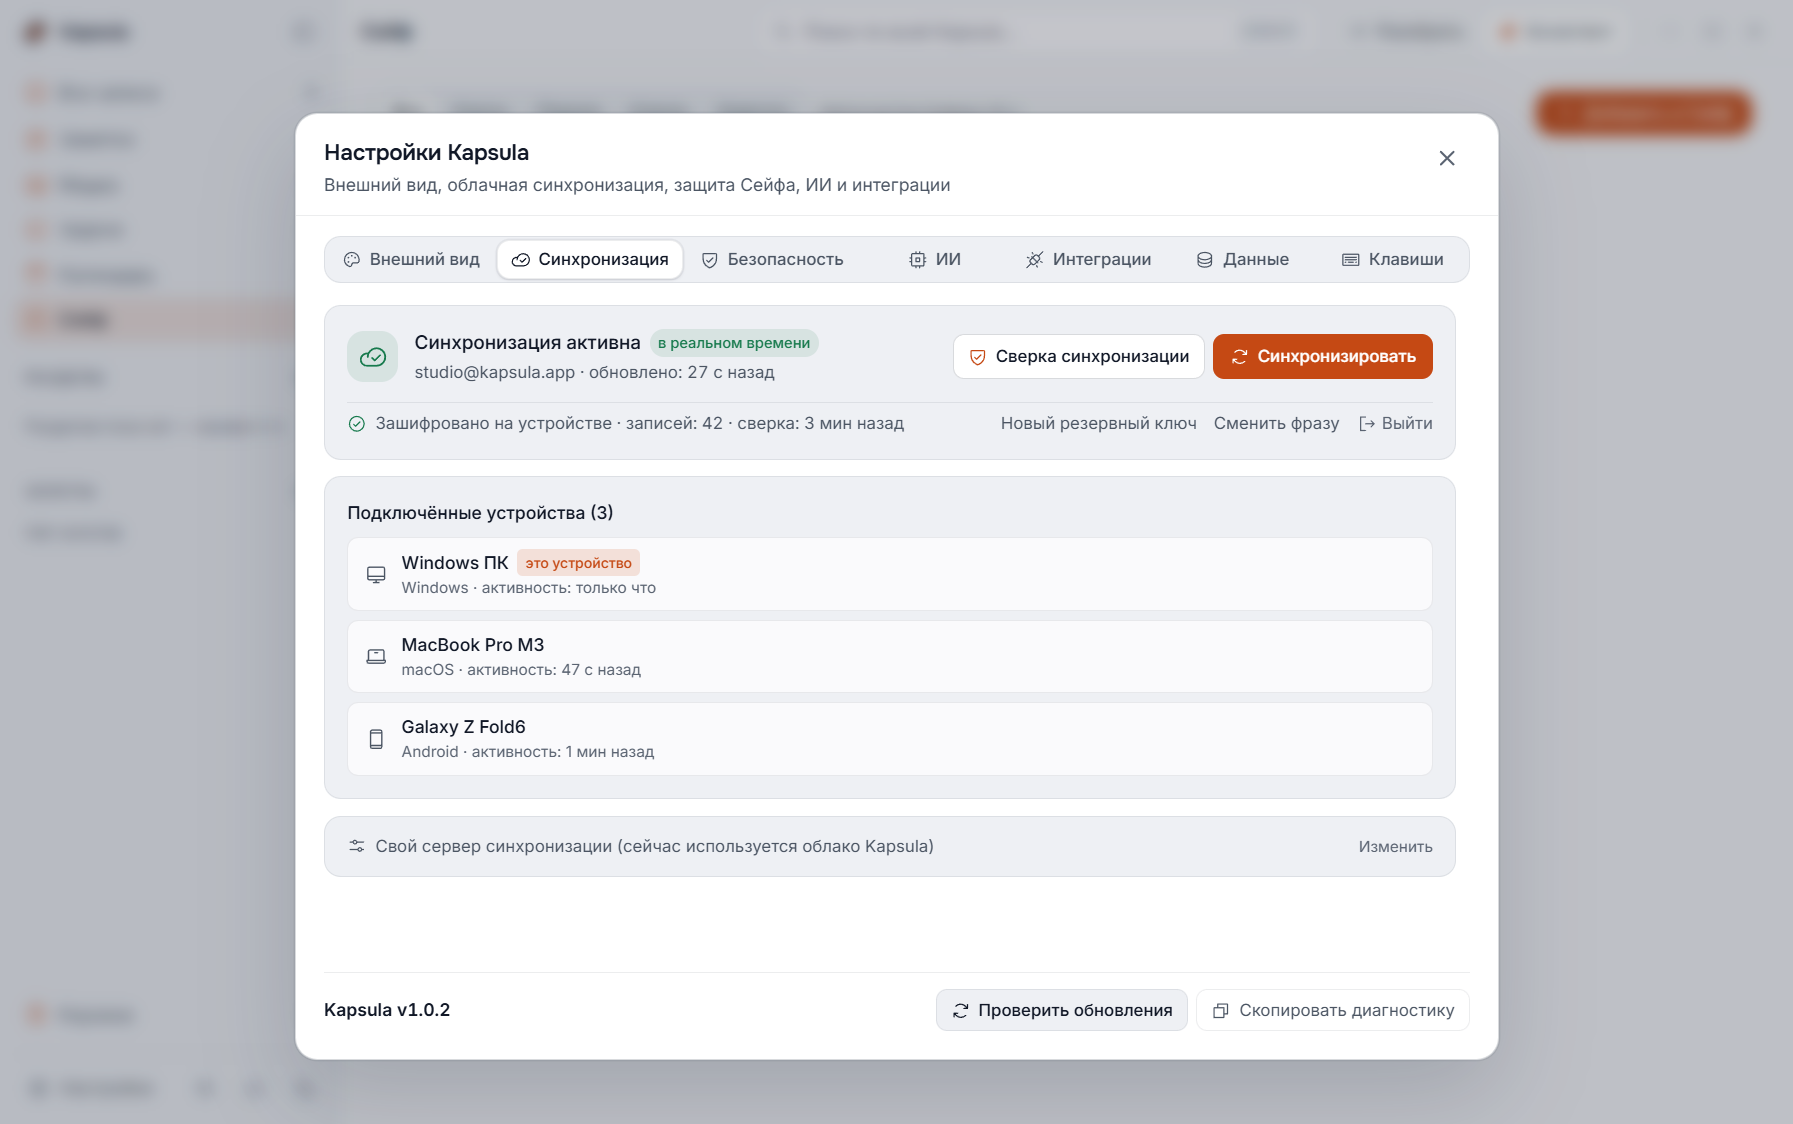 Настройки Kapsula
Внешний вид, облачная синхронизация, защита Сейфа, ИИ и интеграции
Внешний вид
Синхронизация
Безопасность
ИИ
Интеграции
Данные
Клавиши
Синхронизация активна
в реальном времени
studio@kapsula.app · обновлено: 27 с назад
Сверка синхронизации
Синхронизировать
Зашифровано на устройстве · записей: 42 · сверка: 3 мин назад
Новый резервный ключ
Сменить фразу
Выйти
Подключённые устройства (3)
Windows ПК
это устройство
Windows · активность: только что
MacBook Pro M3
macOS · активность: 47 с назад
Galaxy Z Fold6
Android · активность: 1 мин назад
Свой сервер синхронизации (сейчас используется облако Kapsula)
Изменить
Kapsula v1.0.2
Проверить обновления
Скопировать диагностику